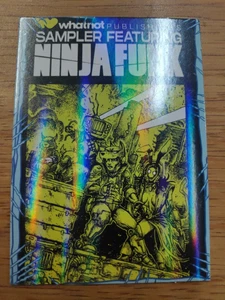 whatnot PUBLISHING
SAMPLER FEATURING
NINJA FUNK